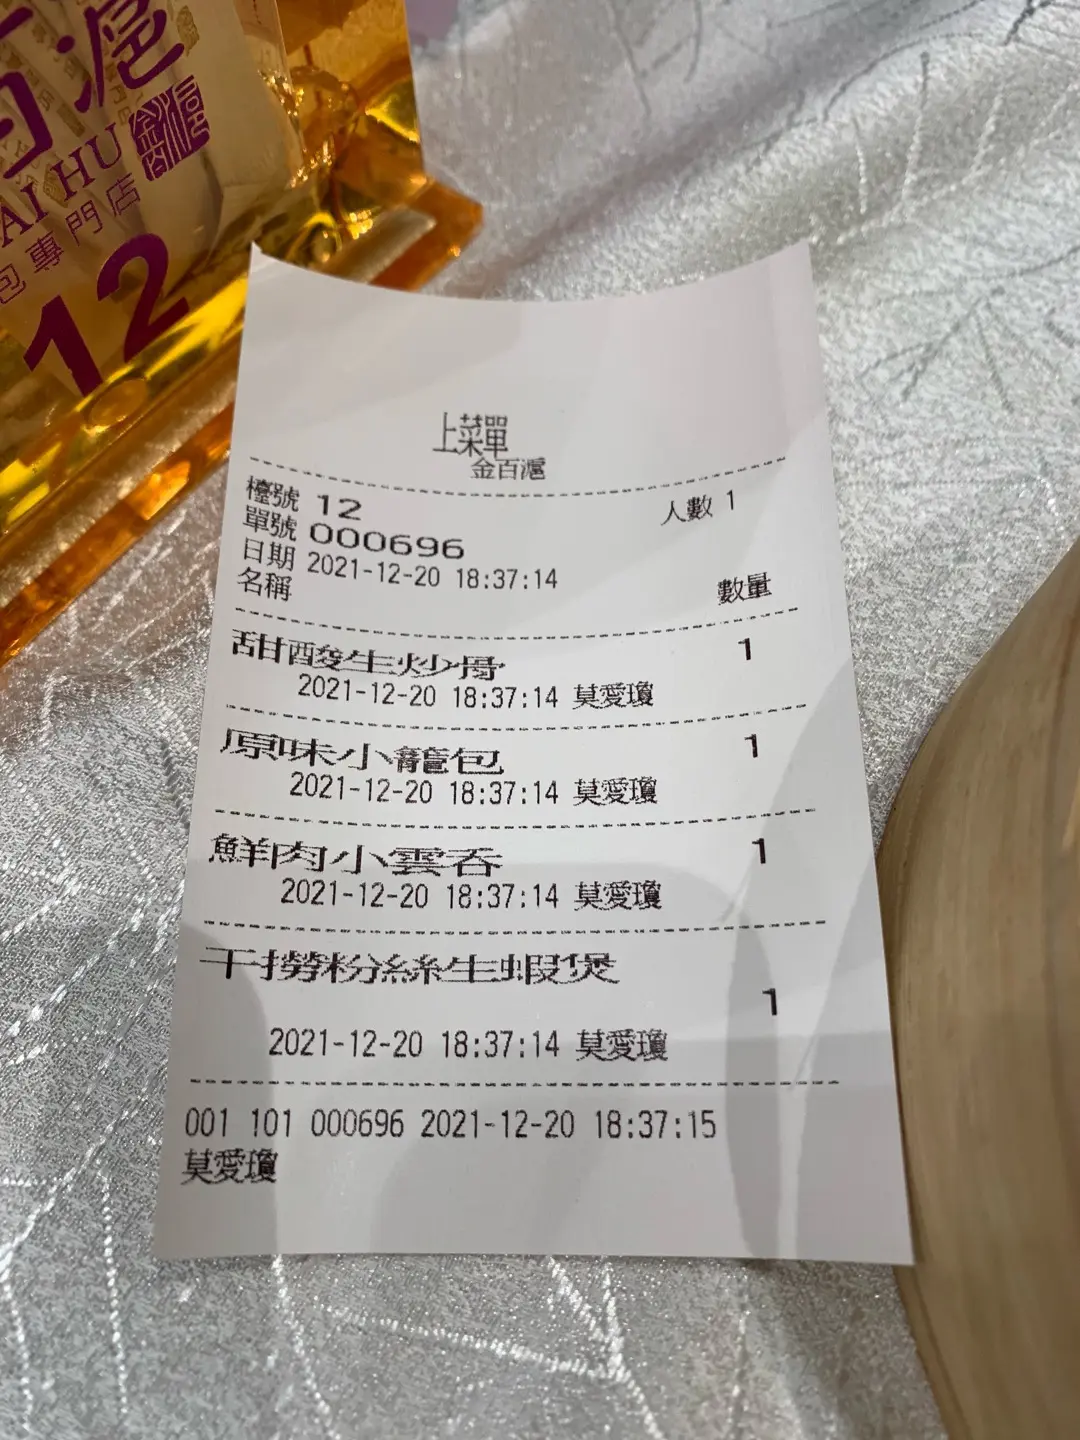 百滬
AI HU
包專門店
12
上菜單
金百滬
檯號 12 人數 1
單號 000696
日期 2021-12-20 18:37:14
名稱 數量
甜酸生炒骨 1
2021-12-20 18:37:14 莫愛瓊
原味小籠包 1
2021-12-20 18:37:14 莫愛瓊
鮮肉小雲吞 1
2021-12-20 18:37:14 莫愛瓊
干撈粉絲生蝦煲
1
2021-12-20 18:37:14 莫愛瓊
001 101 000696 2021-12-20 18:37:15
莫愛瓊